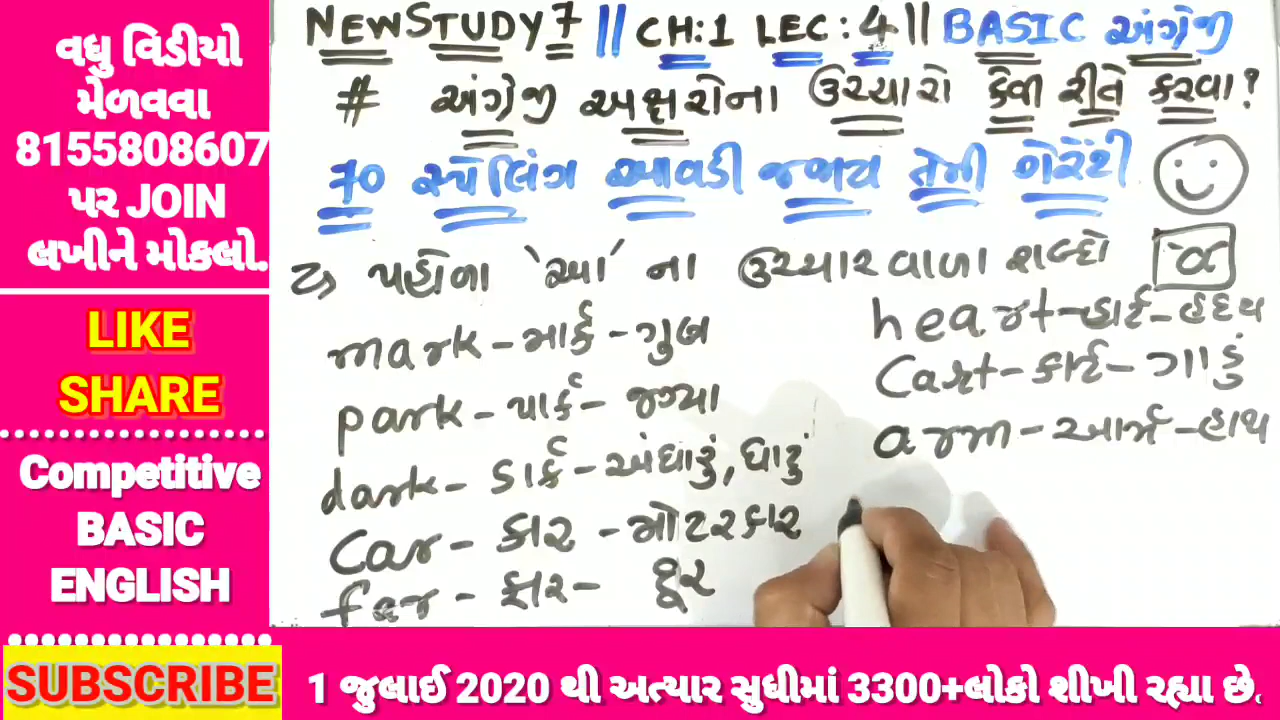 વધુ વિડીયો
મેળવવા
8155808607
પર JOIN
લખીને મોકલો.
LIKE
SHARE
Competitive
BASIC
ENGLISH
SUBSCRIBE
NEWSTUDY7 || CH:1 LEC:4 || BASIC અંગ્રેજી
# અંગ્રેજી અક્ષરોના ઉચ્ચારો કેવી રીતે કરવા?
70 સ્પેલિંગ આવડી જભય તેની ગેરેંટી
પહોળા 'આ' ના ઉચ્ચાર વાળા શબ્દો a
mark - માર્ક - ગુણ
park - પાર્ક - જગ્યા
dark - ડાર્ક - અંધારું, ઘાટું
Car - કાર - મોટરકાર
far - ફાર - દૂર
heart - હાર્ટ - હૃદય
Cart - કાર્ટ - ગાડું
arm - આર્મ - હાથ
1 જુલાઈ 2020 થી અત્યાર સુધીમાં 3300+લોકો શીખી રહ્યા છે.